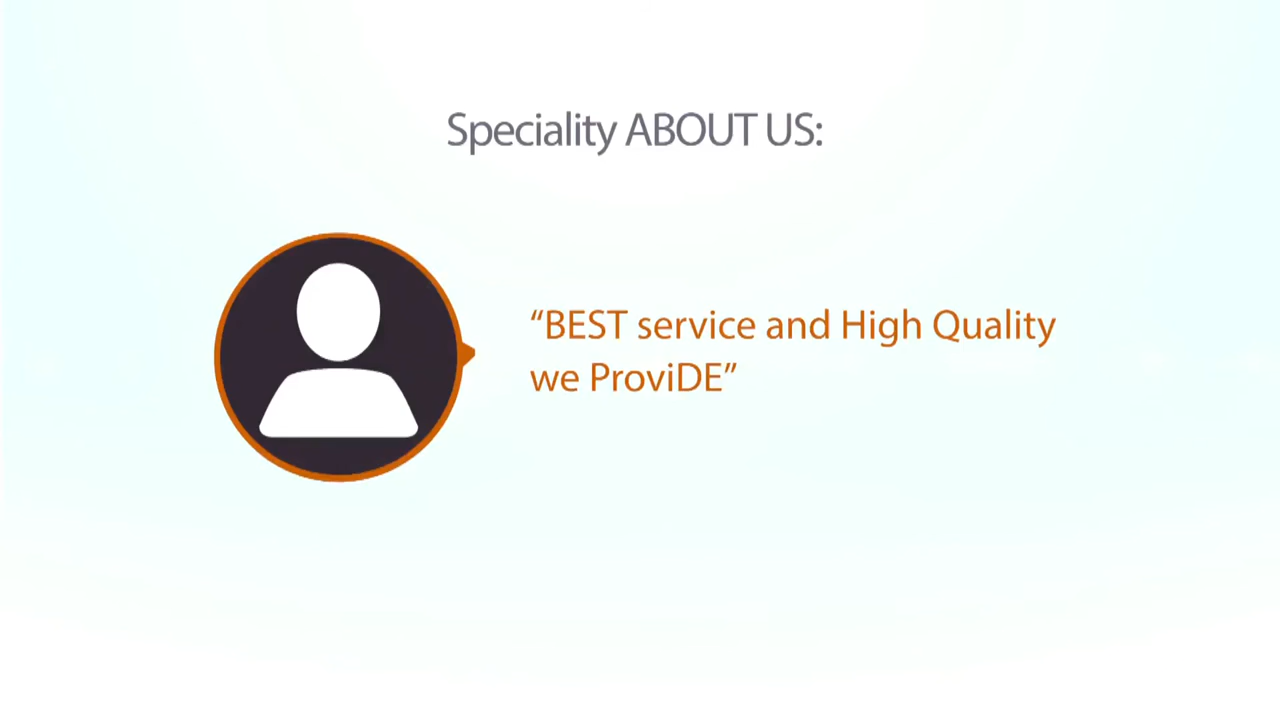 Speciality ABOUT US:
“BEST service and High Quality
we ProviDE”